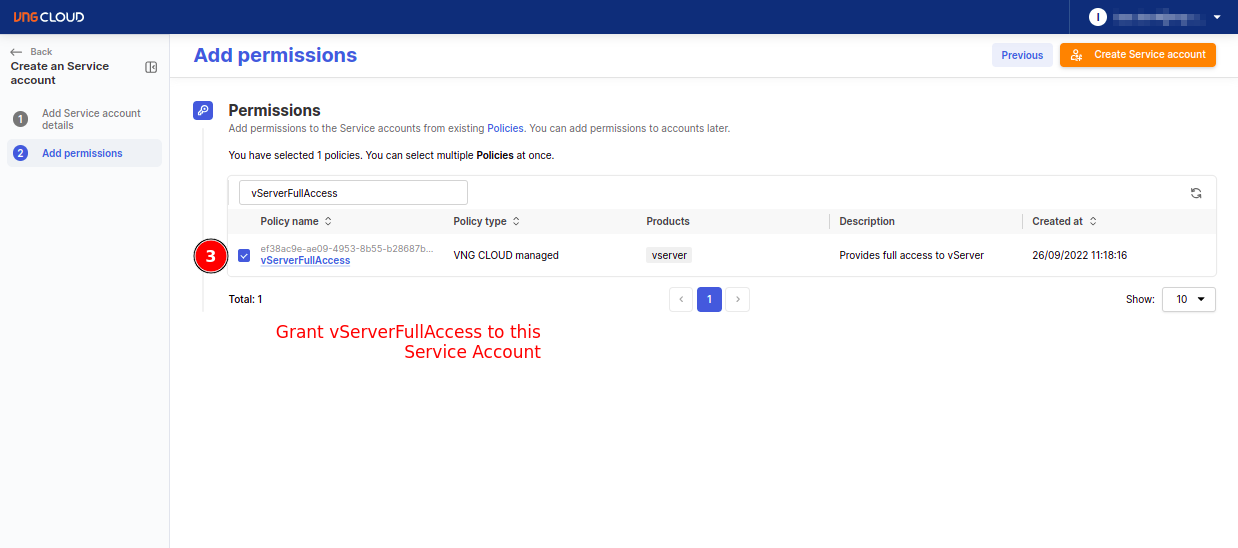 VNG CLOUD
I
Back
Create an Service
account
1 Add Service account
details
2 Add permissions
Add permissions
Previous
Create Service account
Permissions
Add permissions to the Service accounts from existing Policies. You can add permissions to accounts later.
You have selected 1 policies. You can select multiple Policies at once.
vServerFullAccess
Policy name Policy type Products Description Created at
3
ef38ac9e-ae09-4953-8b55-b28687b...
vServerFullAccess VNG CLOUD managed vserver Provides full access to vServer 26/09/2022 11:18:16
Total: 1
1
Show: 10
Grant vServerFullAccess to this
Service Account